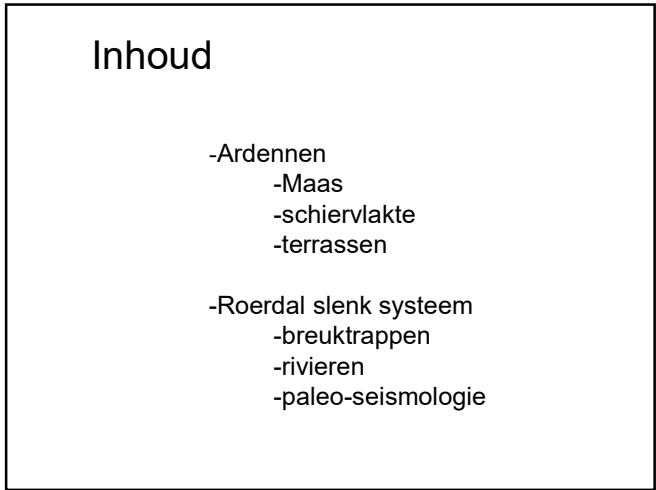 Inhoud
-Ardennen
-Maas
-schiervlakte
-terrassen
-Roerdal slenk systeem
-breuktrappen
-rivieren
-paleo-seismologie